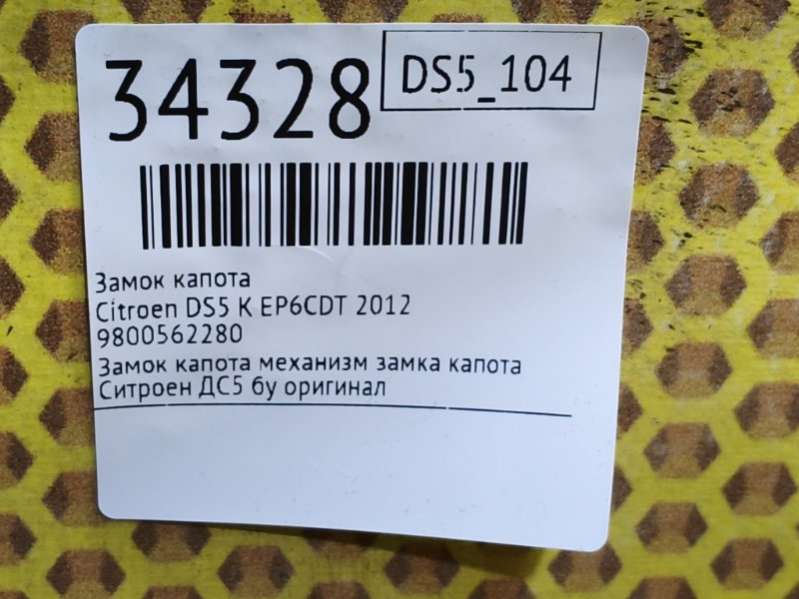 34328
DS5_104
Замок капота
Citroen DS5 К EP6CDT 2012
9800562280
Замок капота механизм замка капота
Ситроен ДС5 бу оригинал